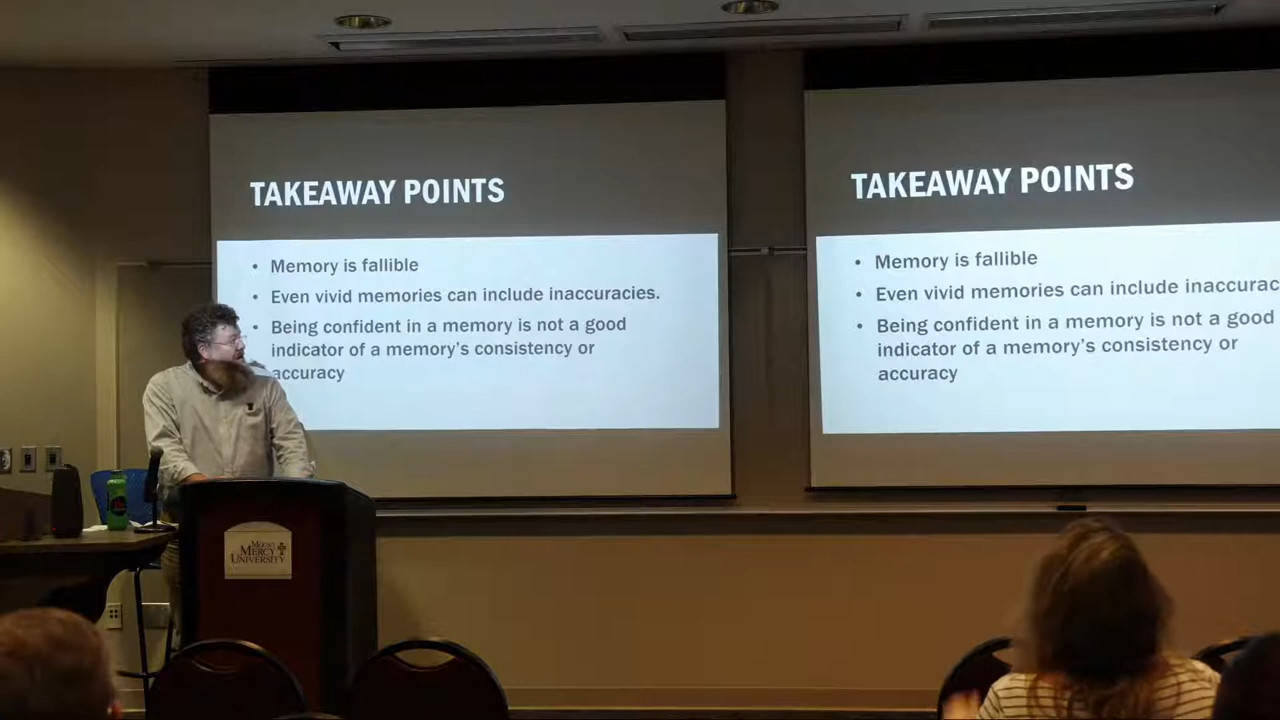 TAKEAWAY POINTS
• Memory is fallible
• Even vivid memories can include inaccuracies.
• Being confident in a memory is not a good
indicator of a memory's consistency or
accuracy
TAKEAWAY POINTS
• Memory is fallible
• Even vivid memories can include inaccurac
• Being confident in a memory is not a good
indicator of a memory's consistency or
accuracy
MOUNT
MERCY
UNIVERSITY